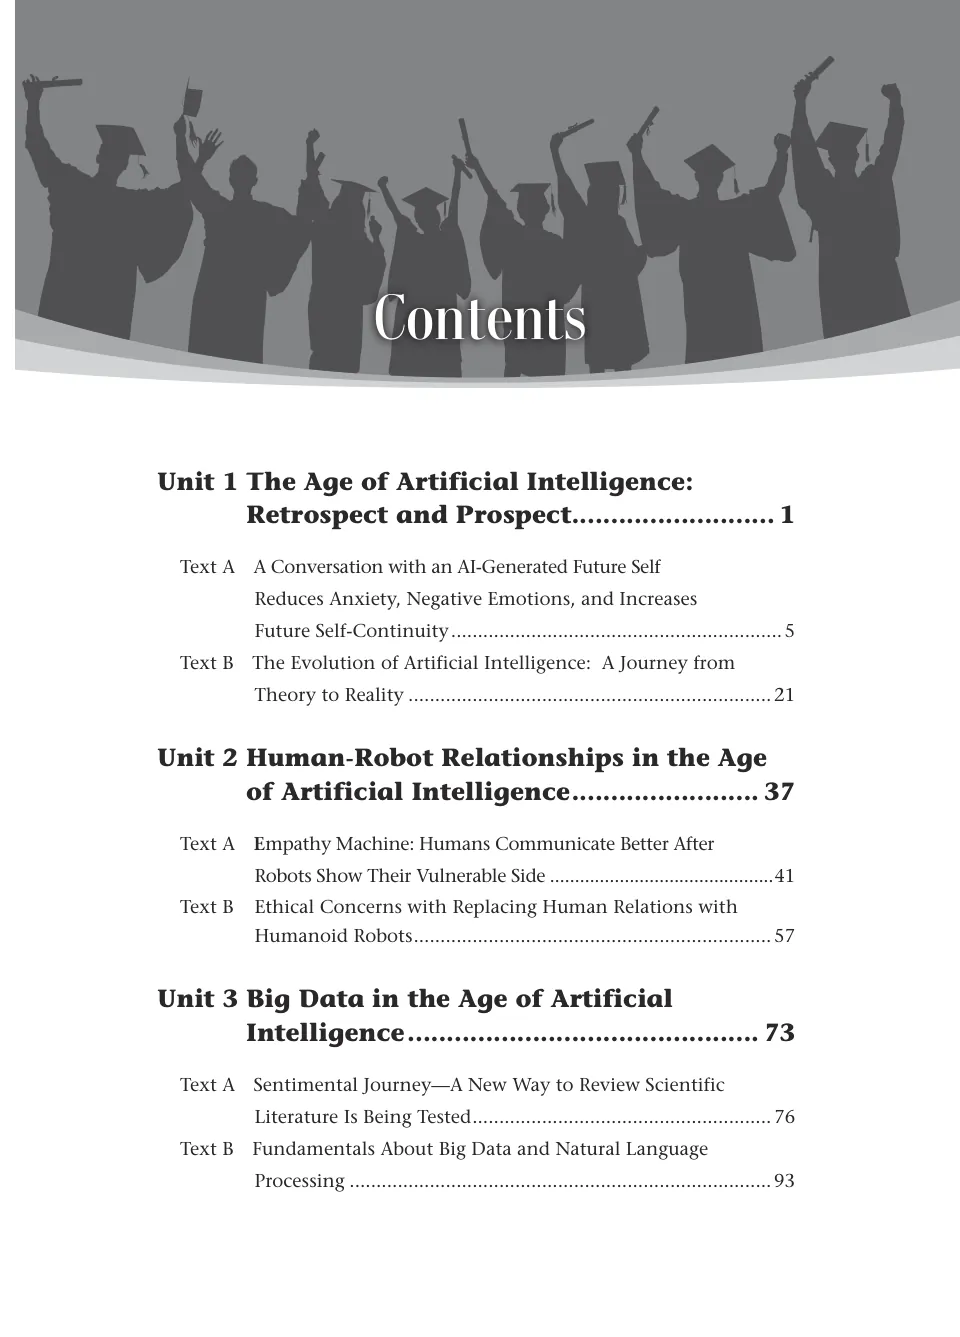 Contents
Unit 1 The Age of Artificial Intelligence:
Retrospect and Prospect.......................... 1
Text A A Conversation with an AI-Generated Future Self
Reduces Anxiety, Negative Emotions, and Increases
Future Self-Continuity.............................................................. 5
Text B The Evolution of Artificial Intelligence: A Journey from
Theory to Reality .................................................................... 21
Unit 2 Human-Robot Relationships in the Age
of Artificial Intelligence........................ 37
Text A Empathy Machine: Humans Communicate Better After
Robots Show Their Vulnerable Side .............................................41
Text B Ethical Concerns with Replacing Human Relations with
Humanoid Robots................................................................... 57
Unit 3 Big Data in the Age of Artificial
Intelligence............................................. 73
Text A Sentimental Journey—A New Way to Review Scientific
Literature Is Being Tested........................................................ 76
Text B Fundamentals About Big Data and Natural Language
Processing ............................................................................... 93